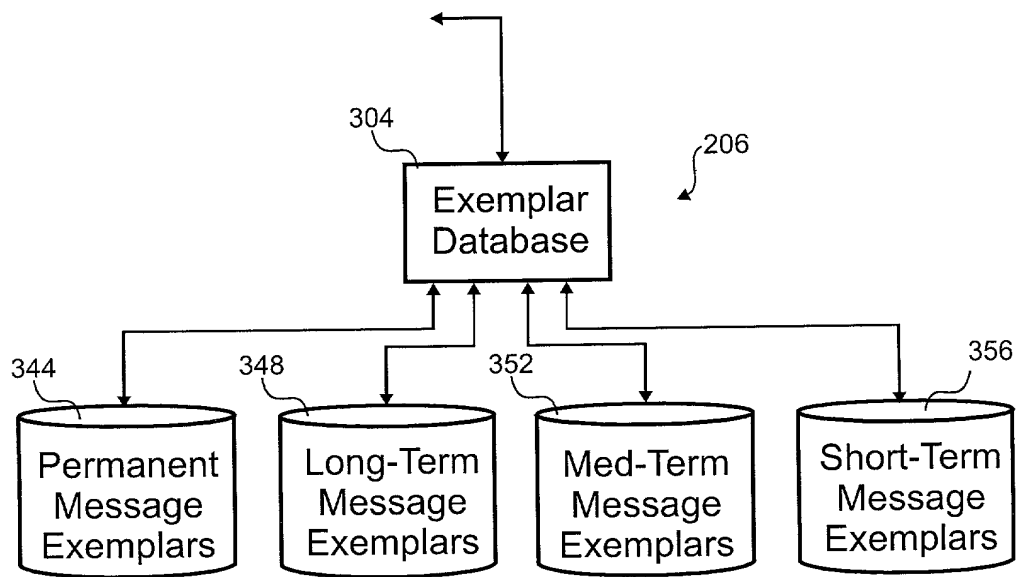 304
206
Exemplar
Database
344
348
352
356
Permanent
Message
Exemplars
Long-Term
Message
Exemplars
Med-Term
Message
Exemplars
Short-Term
Message
Exemplars